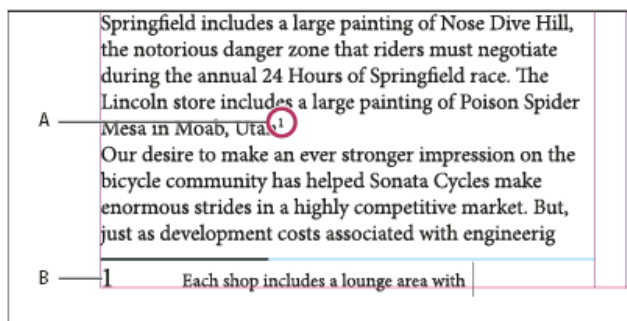 Springfield includes a large painting of Nose Dive Hill,
the notorious danger zone that riders must negotiate
during the annual 24 Hours of Springfield race. The
Lincoln store includes a large painting of Poison Spider
A
Mesa in Moab, Utah¹
Our desire to make an ever stronger impression on the
bicycle community has helped Sonata Cycles make
enormous strides in a highly competitive market. But,
just as development costs associated with engineerig
B
1 Each shop includes a lounge area with